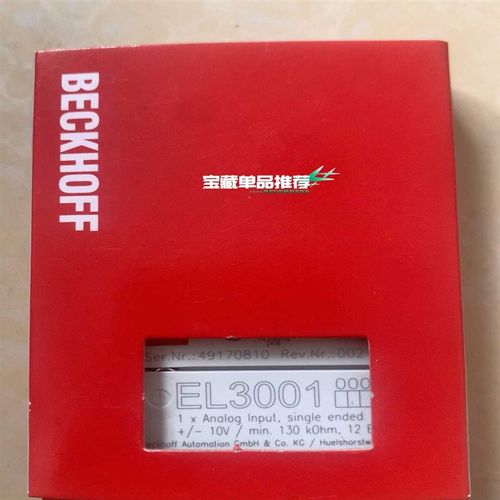 BECKHOFF
宝藏单品推荐
Ser.Nr.: 49170810 Rev.Nr.: 002
EL3001
1 x Analog Input, single ended
+/- 10V / min. 130 kOhm, 12 B
eckhoff Automation GmbH & Co. KG / Huelshorstw